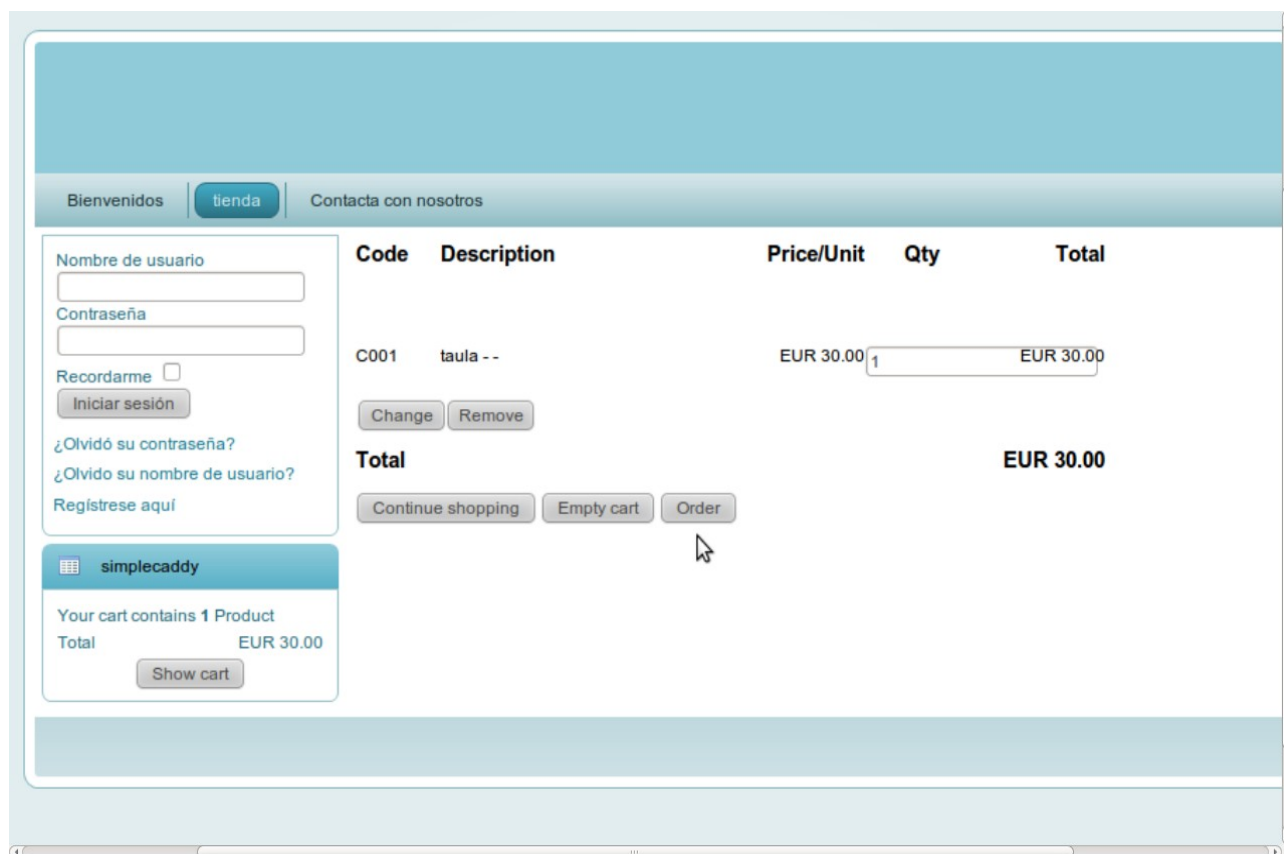 Bienvenidos tienda Contacta con nosotros
Nombre de usuario
Contraseña
Recordarme
Iniciar sesión
¿Olvidó su contraseña?
¿Olvido su nombre de usuario?
Regístrese aquí
simplecaddy
Your cart contains 1 Product
Total EUR 30.00
Show cart
Code Description Price/Unit Qty Total
C001 taula - - EUR 30.00 1 EUR 30.00
Change Remove
Total EUR 30.00
Continue shopping Empty cart Order